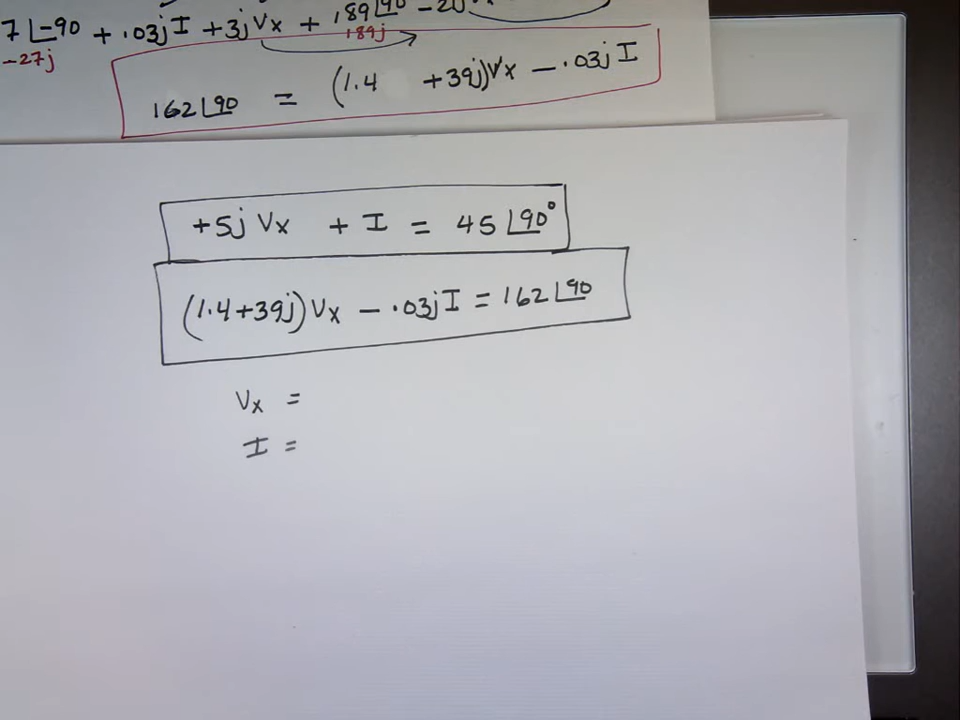 7∠-90 + .03jI + 3jVx + 189∠90 - 20
-27j 189j
162∠90 = (1.4 +39j)Vx - .03jI
+5j Vx + I = 45∠90°
(1.4+39j)Vx - .03jI = 162∠90
Vx =
I =